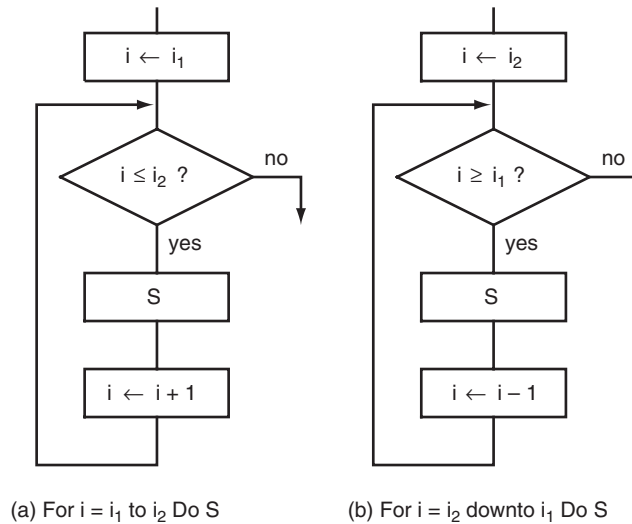 i ← i₁
i ≤ i₂ ?
no
yes
S
i ← i + 1
(a) For i = i₁ to i₂ Do S
i ← i₂
i ≥ i₁ ?
no
yes
S
i ← i – 1
(b) For i = i₂ downto i₁ Do S